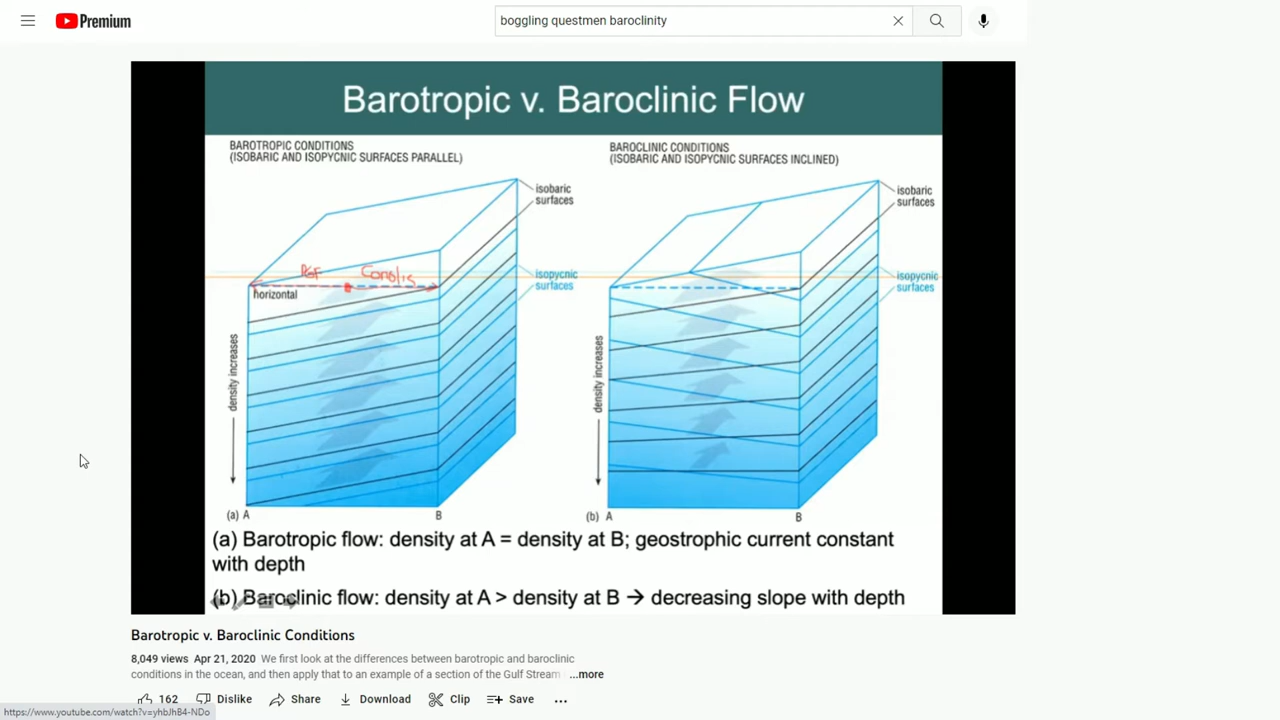 Premium
boggling questmen baroclinity
Barotropic v. Baroclinic Flow
BAROTROPIC CONDITIONS
(ISOBARIC AND ISOPYCNIC SURFACES PARALLEL)
isobaric
surfaces
PGF Coriolis
horizontal
isopycnic
surfaces
density increases
(a) A B
BAROCLINIC CONDITIONS
(ISOBARIC AND ISOPYCNIC SURFACES INCLINED)
isobaric
surfaces
isopycnic
surfaces
density increases
(b) A B
(a) Barotropic flow: density at A = density at B; geostrophic current constant
with depth
(b) Baroclinic flow: density at A > density at B → decreasing slope with depth
Barotropic v. Baroclinic Conditions
8,049 views Apr 21, 2020 We first look at the differences between barotropic and baroclinic
conditions in the ocean, and then apply that to an example of a section of the Gulf Stream ...more
162 Dislike Share Download Clip Save ...
https://www.youtube.com/watch?v=yhbJhB4-NDo